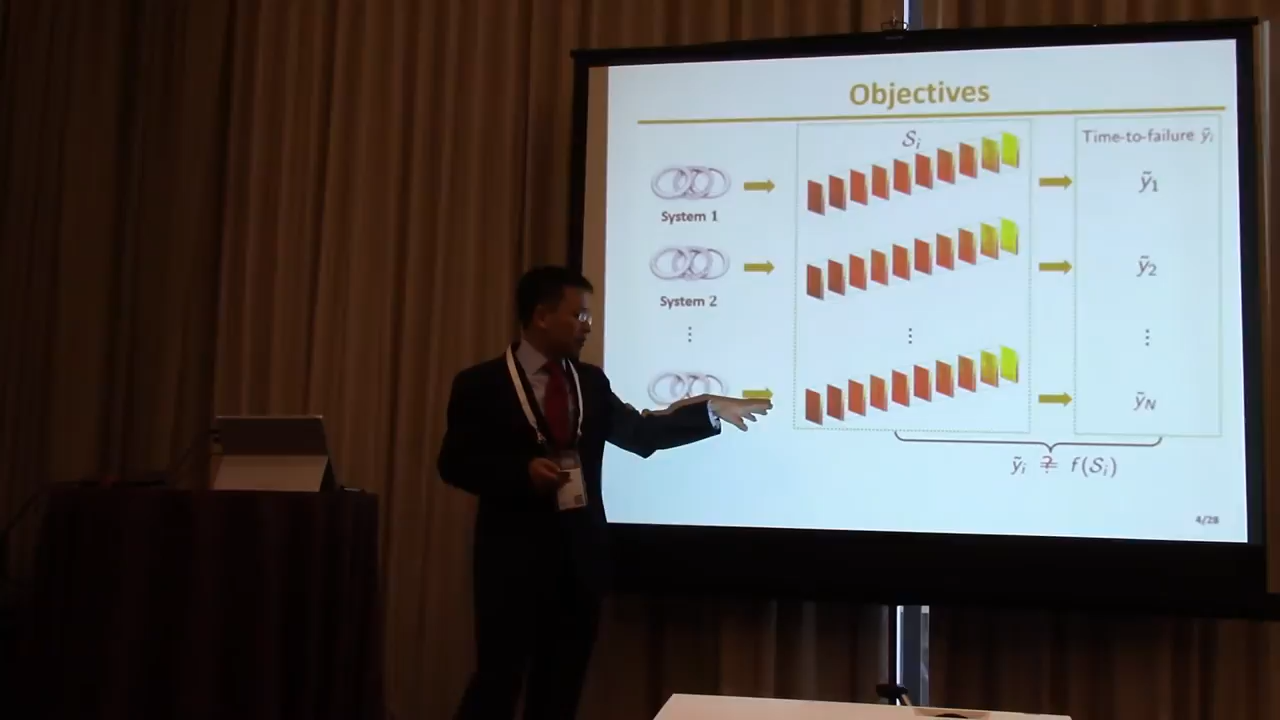 Objectives
𝒮ᵢ
Time-to-failure ỹᵢ
System 1
ỹ₁
System 2
ỹ₂
⋮ ⋮ ⋮
ỹ_N
ỹᵢ ≟ f(𝒮ᵢ)
4/28